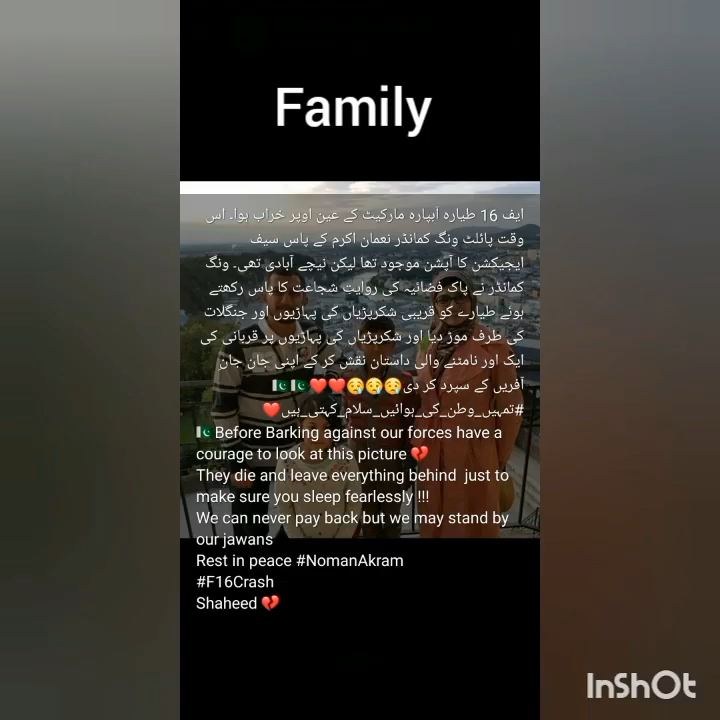 Family
ایف 16 طیارہ آبپارہ مارکیٹ کے عین اوپر خراب ہوا۔ اس
وقت پائلٹ ونگ کمانڈر نعمان اکرم کے پاس سیف
ایجیکشن کا آپشن موجود تھا لیکن نیچے آبادی تھی۔ ونگ
کمانڈر نے پاک فضائیہ کی روایت شجاعت کا پاس رکھتے
ہوئے طیارے کو قریبی شکرپڑیاں کی پہاڑیوں اور جنگلات
کی طرف موڑ دیا اور شکرپڑیاں کی پہاڑیوں پر قربانی کی
ایک اور نامٹنے والی داستان نقش کر کے اپنی جان جان
آفریں کے سپرد کر دی😢😢😢❤️❤️🇵🇰🇵🇰
#تمہیں_وطن_کی_ہوائیں_سلام_کہتی_ہیں❤️
🇵🇰Before Barking against our forces have a
courage to look at this picture 💔
They die and leave everything behind just to
make sure you sleep fearlessly !!!
We can never pay back but we may stand by
our jawans
Rest in peace #NomanAkram
#F16Crash
Shaheed 💔
InShOt